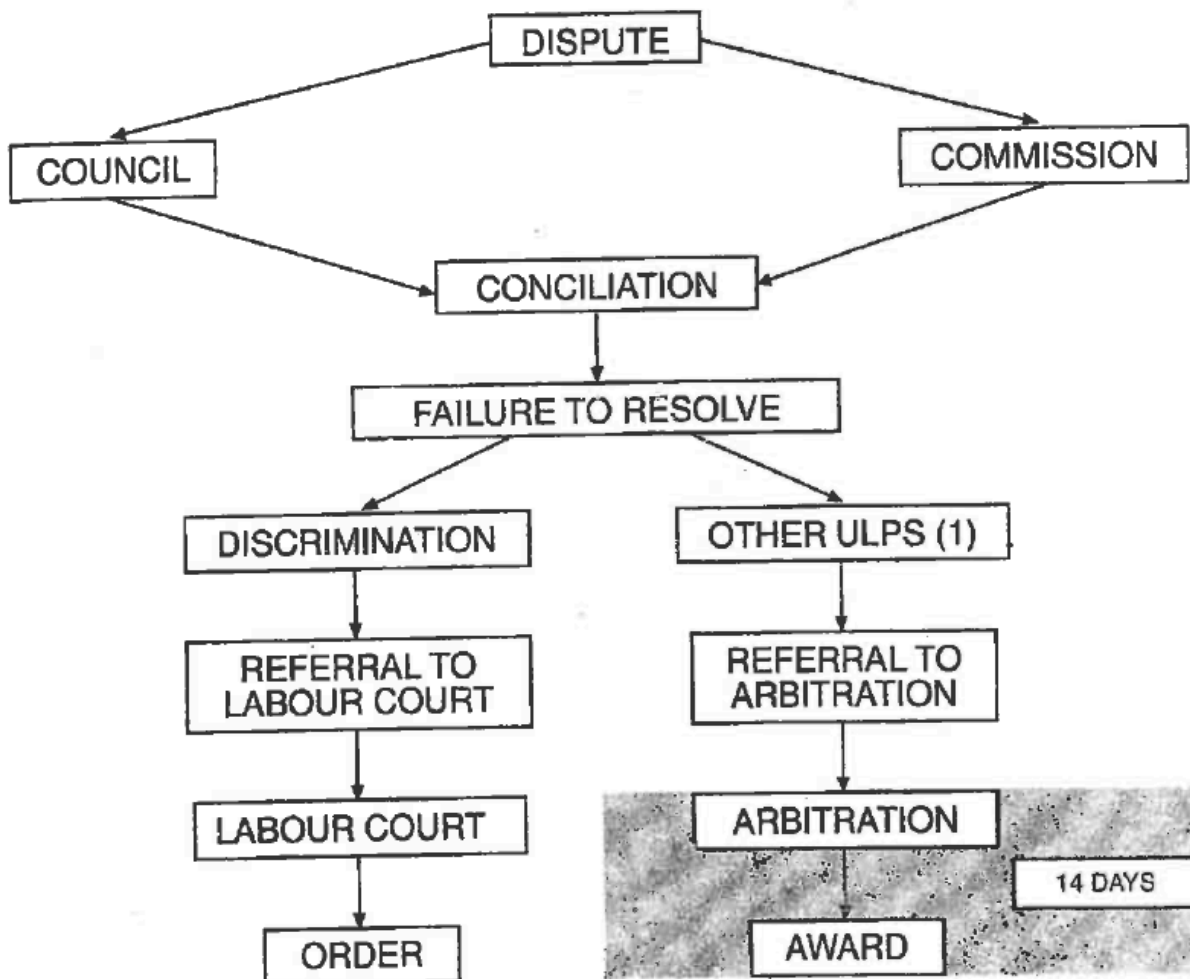 DISPUTE
COUNCIL
COMMISSION
CONCILIATION
FAILURE TO RESOLVE
DISCRIMINATION
OTHER ULPS (1)
REFERRAL TO
LABOUR COURT
REFERRAL TO
ARBITRATION
LABOUR COURT
ARBITRATION
14 DAYS
ORDER
AWARD